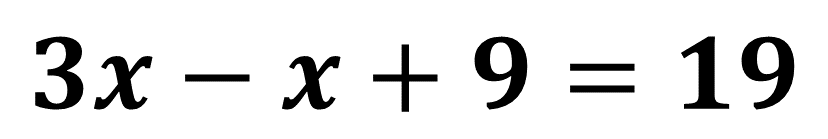 3x − x + 9 = 19